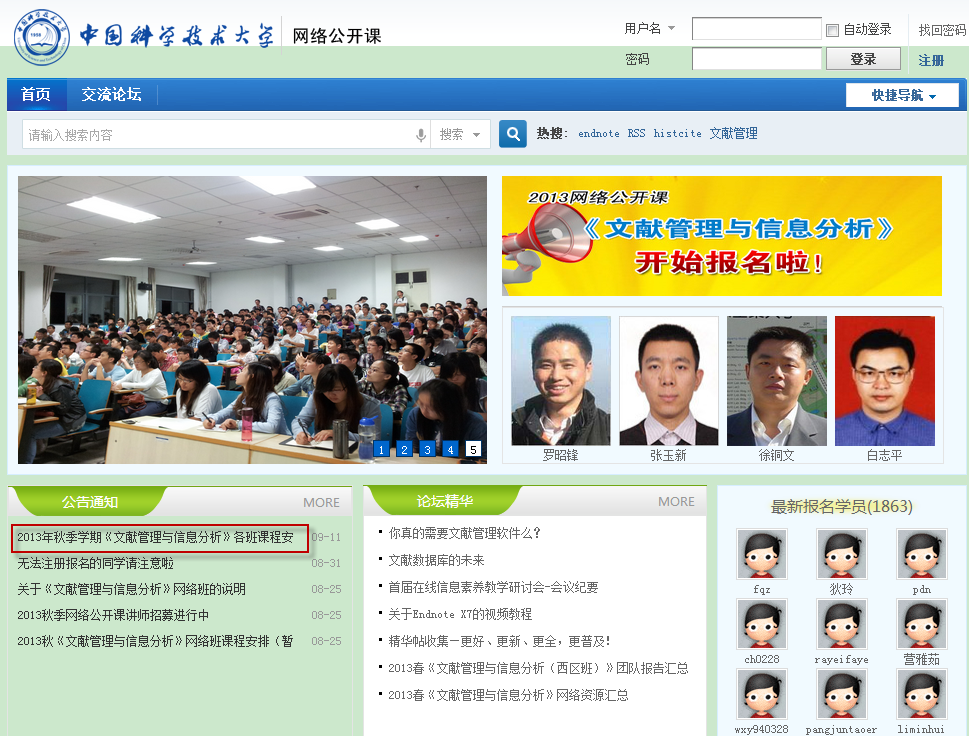 中国科学技术大学
网络公开课
用户名
自动登录
找回密码
密码
登录
注册
首页
交流论坛
快捷导航
请输入搜索内容
搜索
热搜： endnote RSS histcite 文献管理
2013网络公开课
《文献管理与信息分析》
开始报名啦！
1 2 3 4 5
罗昭锋
张玉新
徐铜文
白志平
公告通知
MORE
2013年秋季学期《文献管理与信息分析》各班课程安 09-11
无法注册报名的同学请注意啦 08-31
关于《文献管理与信息分析》网络班的说明 08-25
2013秋季网络公开课讲师招募进行中 08-25
2013秋《文献管理与信息分析》网络班课程安排（暂 08-25
论坛精华
MORE
你真的需要文献管理软件么？
文献数据库的未来
首届在线信息素养教学研讨会-会议纪要
关于Endnote X7的视频教程
精华帖收集—更好、更新、更全，更普及！
2013春《文献管理与信息分析（西区班）》团队报告汇总
2013春《文献管理与信息分析》网络资源汇总
最新报名学员(1863)
fqz
狄玲
pdn
ch0228
rayeifaye
营雅茹
wxy940328
pangjuntaoer
liminhui